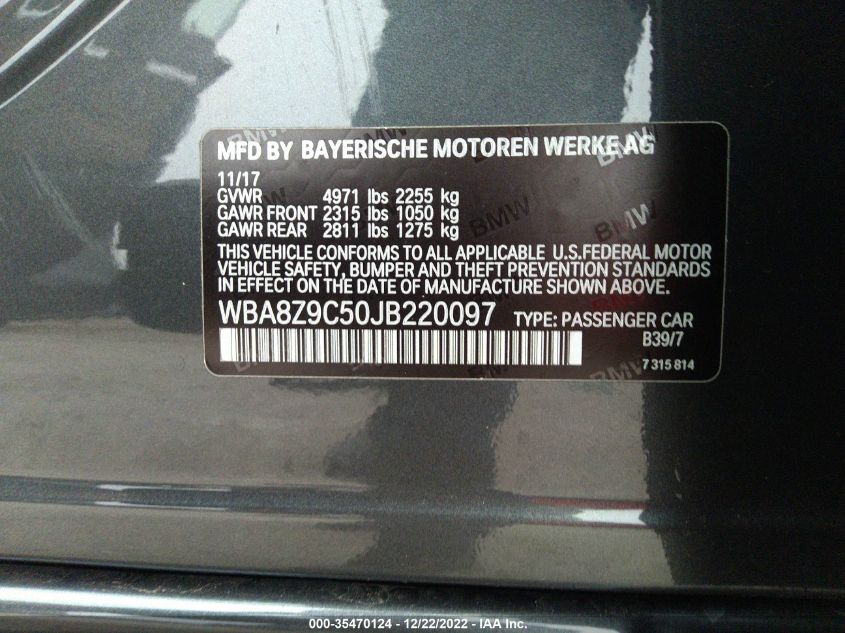 MFD BY BAYERISCHE MOTOREN WERKE AG
11/17
GVWR 4971 lbs 2255 kg
GAWR FRONT 2315 lbs 1050 kg
GAWR REAR 2811 lbs 1275 kg
THIS VEHICLE CONFORMS TO ALL APPLICABLE U.S.FEDERAL MOTOR
VEHICLE SAFETY, BUMPER AND THEFT PREVENTION STANDARDS
IN EFFECT ON THE DATE OF MANUFACTURE SHOWN ABOVE.
WBA8Z9C50JB220097 TYPE: PASSENGER CAR
B39/7
7 315 814
000-35470124 - 12/22/2022 - IAA Inc.